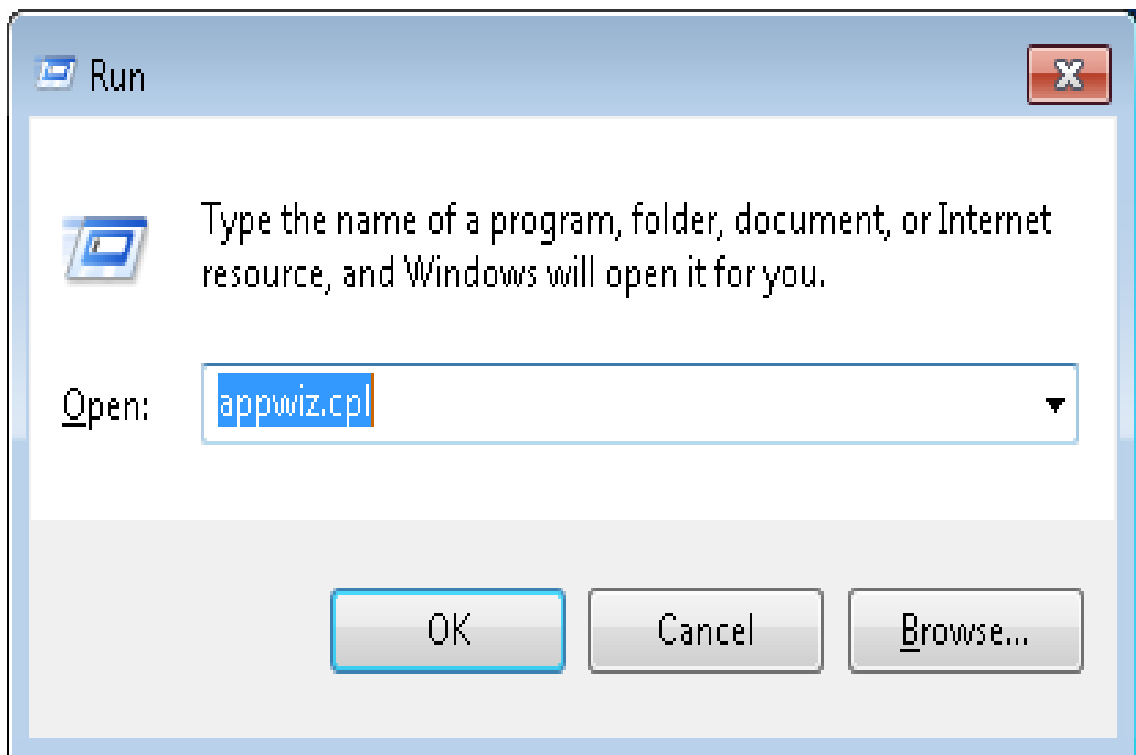 Run
Type the name of a program, folder, document, or Internet
resource, and Windows will open it for you.
Open: appwiz.cpl
OK Cancel Browse...